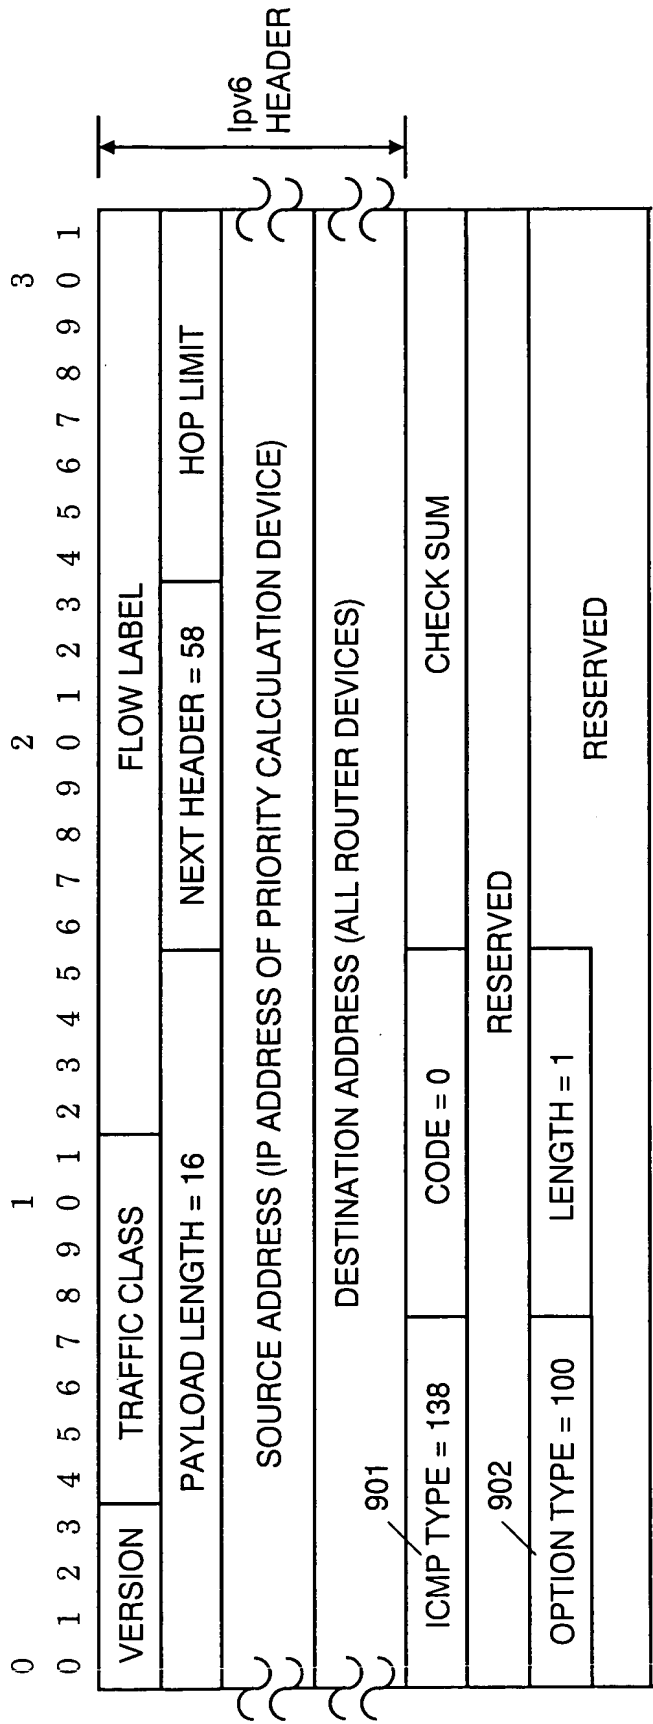 0 1 2 3
0 1 2 3 4 5 6 7 8 9 0 1 2 3 4 5 6 7 8 9 0 1 2 3 4 5 6 7 8 9 0 1
VERSION TRAFFIC CLASS FLOW LABEL
PAYLOAD LENGTH = 16 NEXT HEADER = 58 HOP LIMIT
SOURCE ADDRESS (IP ADDRESS OF PRIORITY CALCULATION DEVICE)
DESTINATION ADDRESS (ALL ROUTER DEVICES)
Ipv6
HEADER
901
ICMP TYPE = 138 CODE = 0 CHECK SUM
RESERVED
902
OPTION TYPE = 100 LENGTH = 1
RESERVED